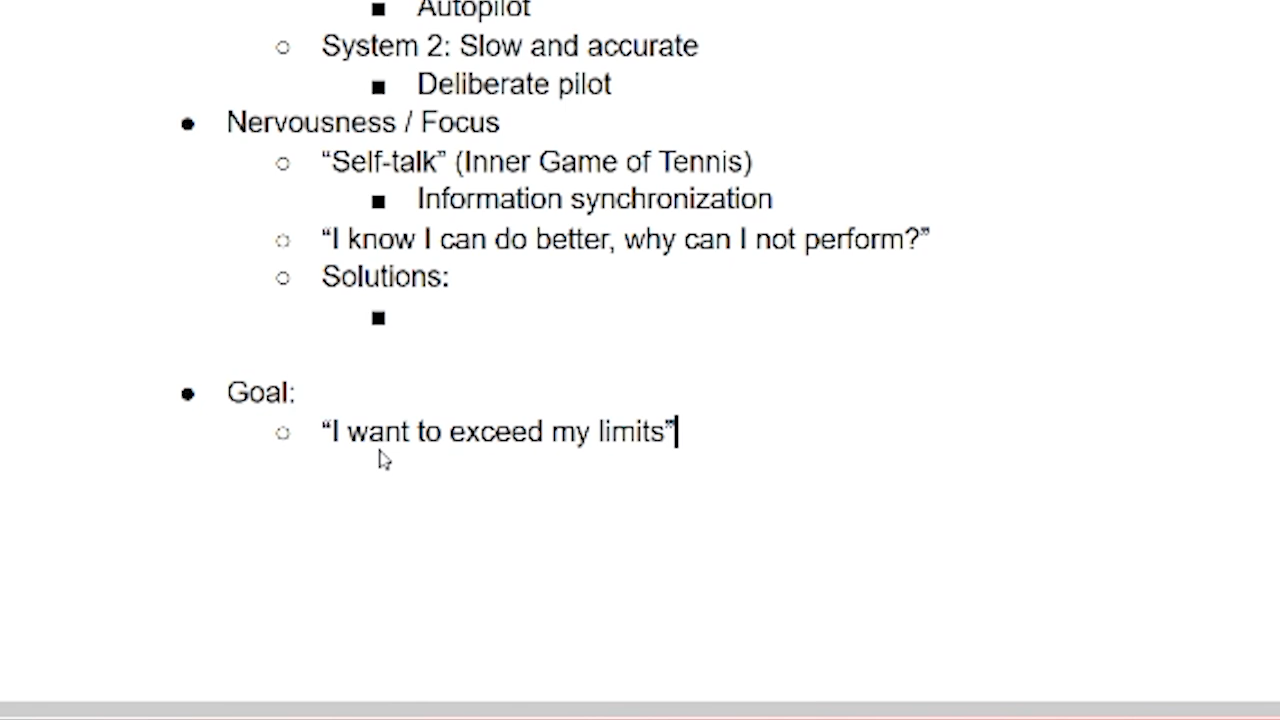 Autopilot
System 2: Slow and accurate
Deliberate pilot
Nervousness / Focus
“Self-talk” (Inner Game of Tennis)
Information synchronization
“I know I can do better, why can I not perform?”
Solutions:
Goal:
“I want to exceed my limits”